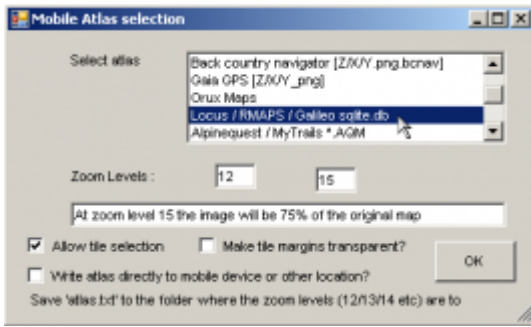 Mobile Atlas selection
Select atlas
Back country navigator [Z/X/Y.png.bcnav]
Gaia GPS [Z/X/Y_png]
Orux Maps
Locus / RMAPS / Galileo sqlite.db
Alpinequest / MyTrails *.AQM
Zoom Levels :
12
15
At zoom level 15 the image will be 75% of the original map
Allow tile selection
Make tile margins transparent?
Write atlas directly to mobile device or other location?
OK
Save 'atlas.txt' to the folder where the zoom levels (12/13/14 etc) are to